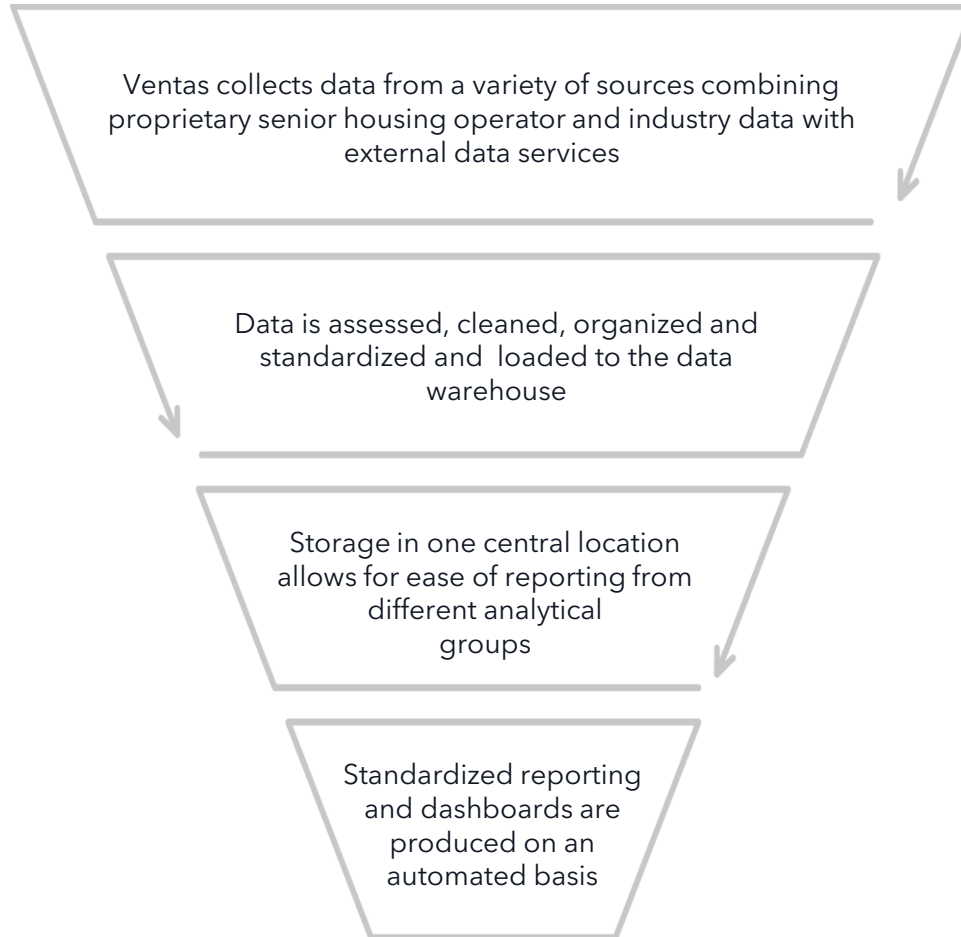 Ventas collects data from a variety of sources combining
proprietary senior housing operator and industry data with
external data services
Data is assessed, cleaned, organized and
standardized and  loaded to the data
warehouse
Storage in one central location
allows for ease of reporting from
different analytical
groups
Standardized reporting
and dashboards are
produced on an
automated basis